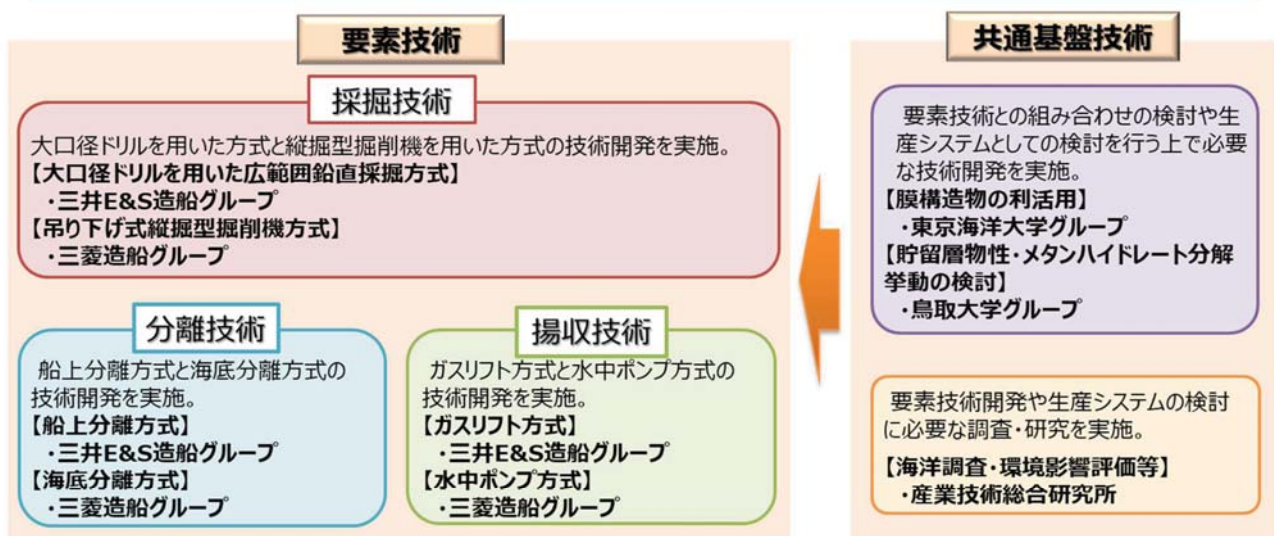 要素技術
採掘技術
大口径ドリルを用いた方式と縦掘型掘削機を用いた方式の技術開発を実施。
【大口径ドリルを用いた広範囲鉛直採掘方式】
・三井E&S造船グループ
【吊り下げ式縦掘型掘削機方式】
・三菱造船グループ
分離技術
船上分離方式と海底分離方式の
技術開発を実施。
【船上分離方式】
・三井E&S造船グループ
【海底分離方式】
・三菱造船グループ
揚収技術
ガスリフト方式と水中ポンプ方式の
技術開発を実施。
【ガスリフト方式】
・三井E&S造船グループ
【水中ポンプ方式】
・三菱造船グループ
共通基盤技術
要素技術との組み合わせの検討や生
産システムとしての検討を行う上で必要
な技術開発を実施。
【膜構造物の利活用】
・東京海洋大学グループ
【貯留層物性・メタンハイドレート分解
挙動の検討】
・鳥取大学グループ
要素技術開発や生産システムの検討
に必要な調査・研究を実施。
【海洋調査・環境影響評価等】
・産業技術総合研究所